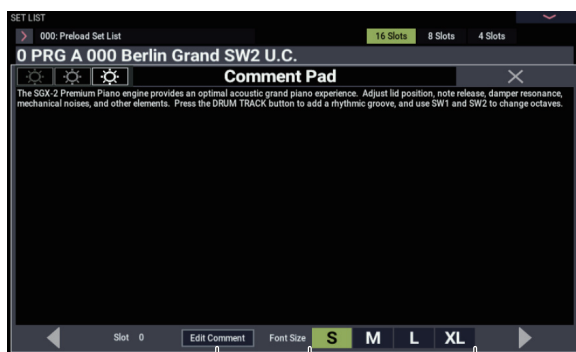 SET LIST
000: Preload Set List 16 Slots 8 Slots 4 Slots
0 PRG A 000 Berlin Grand SW2 U.C.
Comment Pad
The SGX-2 Premium Piano engine provides an optimal acoustic grand piano experience. Adjust lid position, note release, damper resonance,
mechanical noises, and other elements. Press the DRUM TRACK button to add a rhythmic groove, and use SW1 and SW2 to change octaves.
Slot 0 Edit Comment Font Size S M L XL